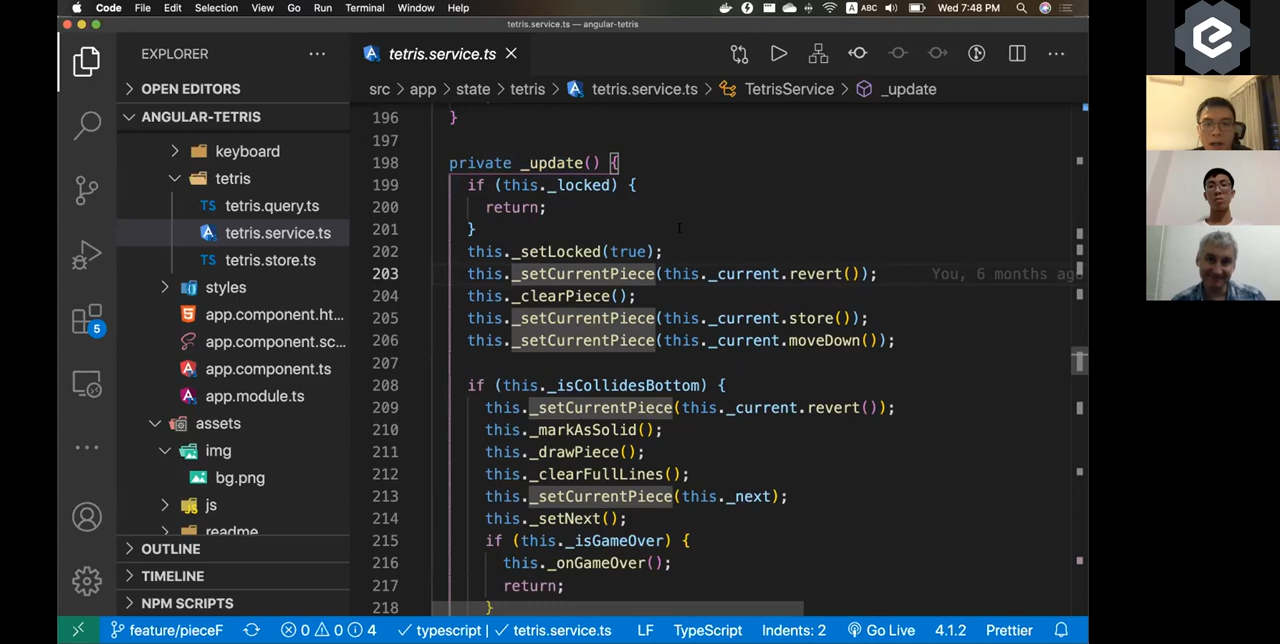 Code File Edit Selection View Go Run Terminal Window Help A ABC Wed 7:48 PM
tetris.service.ts — angular-tetris
EXPLORER
tetris.service.ts
OPEN EDITORS
src > app > state > tetris > tetris.service.ts > TetrisService > _update
ANGULAR-TETRIS
keyboard
tetris
tetris.query.ts
tetris.service.ts
tetris.store.ts
styles
app.component.ht...
app.component.sc...
app.component.ts
app.module.ts
assets
img
bg.png
js
readme
OUTLINE
TIMELINE
NPM SCRIPTS
5
196 }
197
198 private _update() {
199 if (this._locked) {
200 return;
201 }
202 this._setLocked(true);
203 this._setCurrentPiece(this._current.revert()); You, 6 months ago
204 this._clearPiece();
205 this._setCurrentPiece(this._current.store());
206 this._setCurrentPiece(this._current.moveDown());
207
208 if (this._isCollidesBottom) {
209 this._setCurrentPiece(this._current.revert());
210 this._markAsSolid();
211 this._drawPiece();
212 this._clearFullLines();
213 this._setCurrentPiece(this._next);
214 this._setNext();
215 if (this._isGameOver) {
216 this._onGameOver();
217 return;
218 }
feature/pieceF 0 0 4 typescript | tetris.service.ts LF TypeScript Indents: 2 Go Live 4.1.2 Prettier